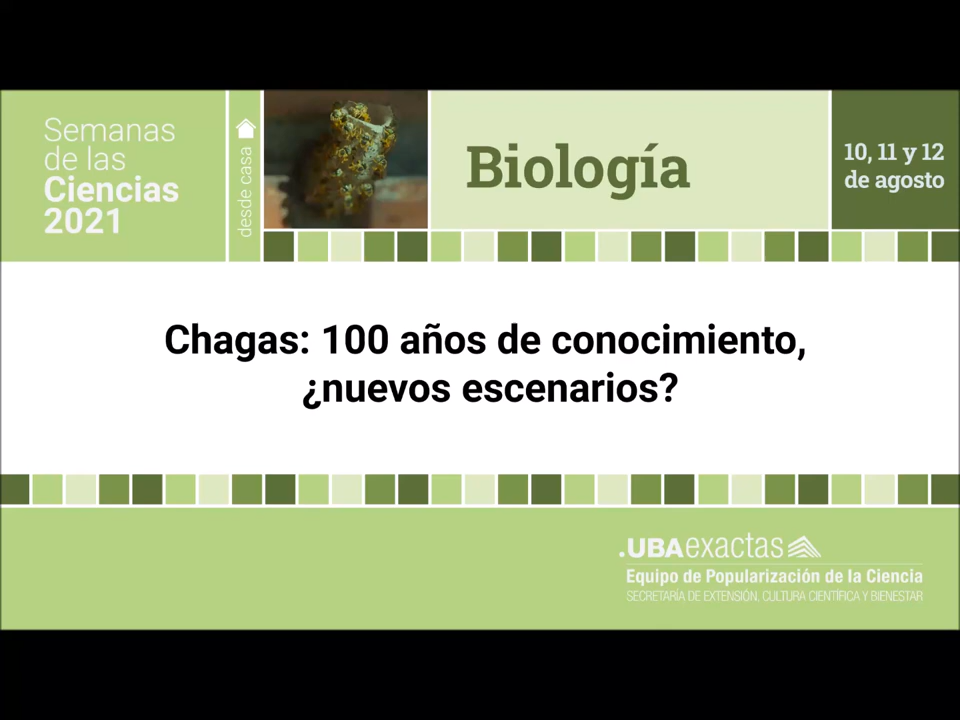 Semanas
de las
Ciencias
2021
desde casa
Biología
10, 11 y 12
de agosto
Chagas: 100 años de conocimiento,
¿nuevos escenarios?
.UBAexactas
Equipo de Popularización de la Ciencia
SECRETARÍA DE EXTENSIÓN, CULTURA CIENTÍFICA Y BIENESTAR